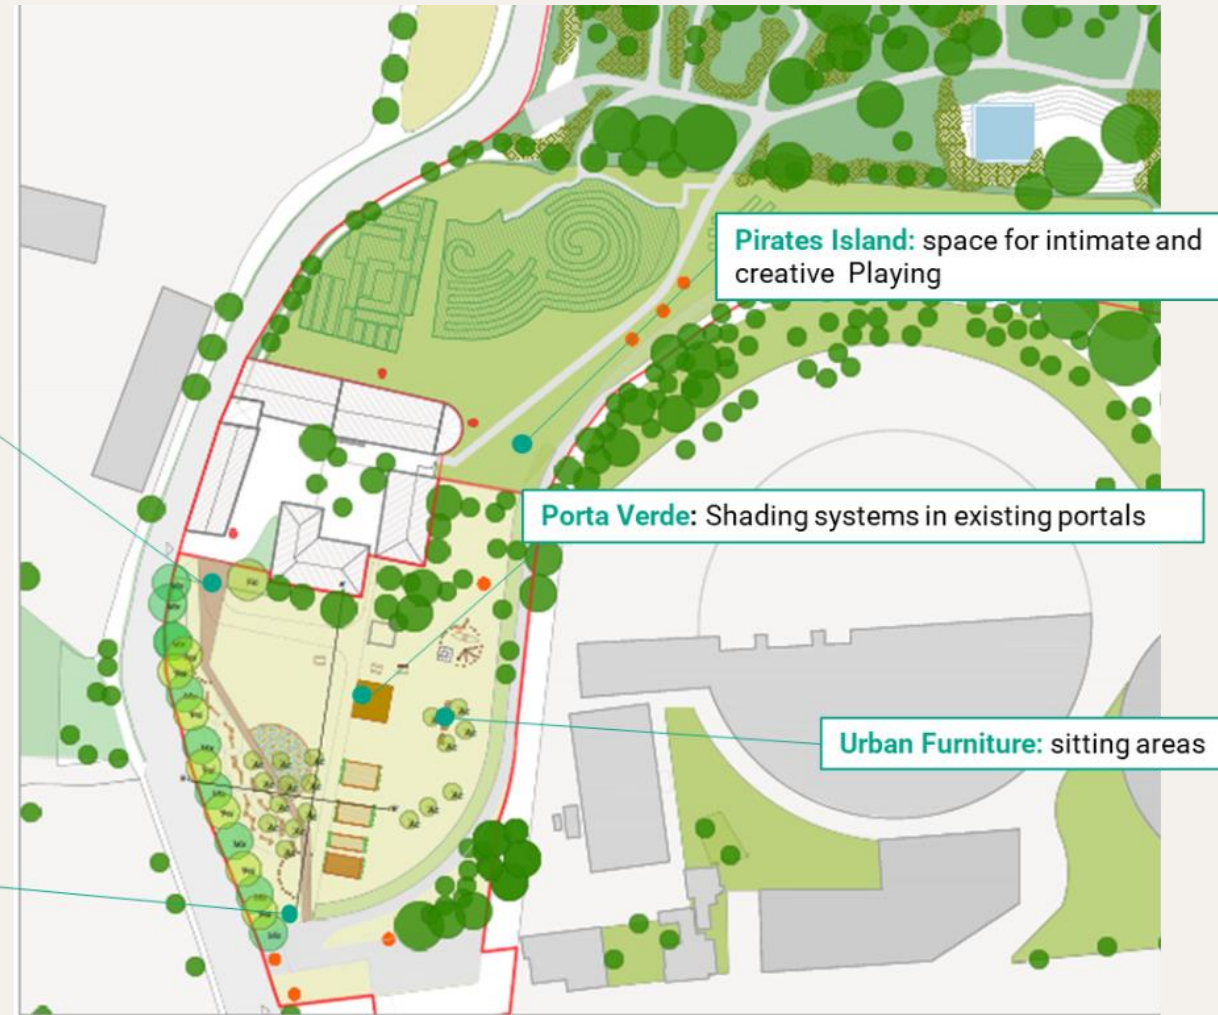 Pirates Island: space for intimate and
creative Playing
Porta Verde: Shading systems in existing portals
Urban Furniture: sitting areas